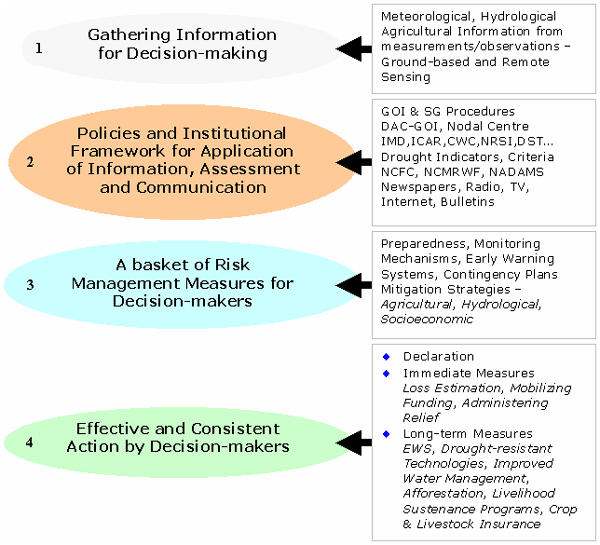 1
Gathering Information
for Decision-making
Meteorological, Hydrological
Agricultural Information from
measurements/observations –
Ground-based and Remote
Sensing
2
Policies and Institutional
Framework for Application
of Information, Assessment
and Communication
GOI & SG Procedures
DAC-GOI, Nodal Centre
IMD,ICAR,CWC,NRSI,DST...
Drought Indicators, Criteria
NCFC, NCMRWF, NADAMS
Newspapers, Radio, TV,
Internet, Bulletins
3
A basket of Risk
Management Measures for
Decision-makers
Preparedness, Monitoring
Mechanisms, Early Warning
Systems, Contingency Plans
Mitigation Strategies –
Agricultural, Hydrological,
Socioeconomic
4
Effective and Consistent
Action by Decision-makers
Declaration
Immediate Measures
Loss Estimation, Mobilizing
Funding, Administering
Relief
Long-term Measures
EWS, Drought-resistant
Technologies, Improved
Water Management,
Afforestation, Livelihood
Sustenance Programs, Crop
& Livestock Insurance